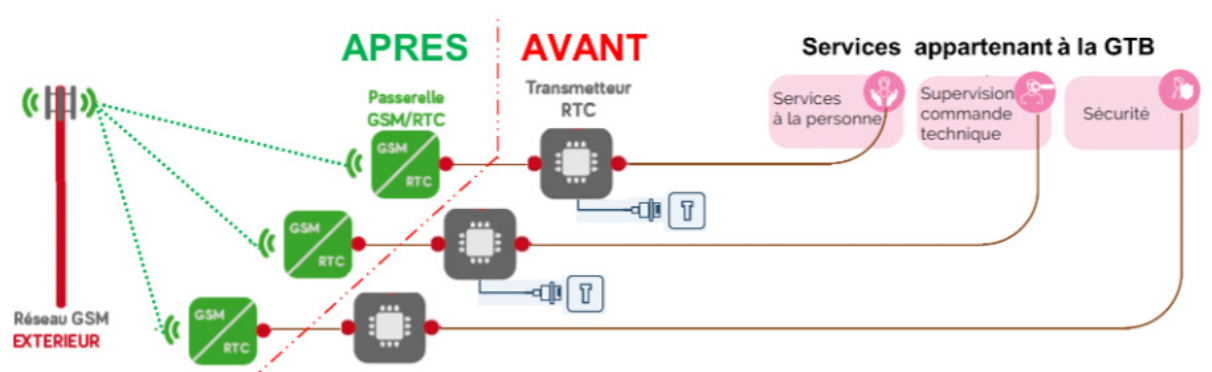 APRES
AVANT
Services appartenant à la GTB
Passerelle
GSM/RTC
Transmetteur
RTC
Services
à la personne
Supervision
commande
technique
Sécurité
GSM
RTC
T
GSM
RTC
T
GSM
RTC
Réseau GSM
EXTERIEUR